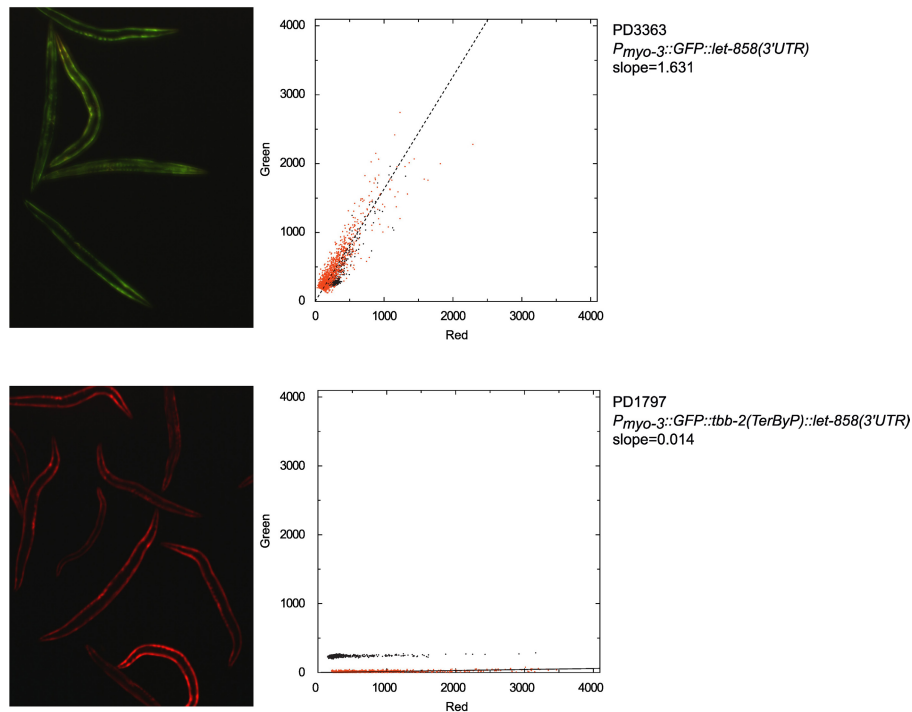 4000
3000
2000
1000
0
Green
0
1000
2000
3000
4000
Red
PD3363
Pmyo-3::GFP::let-858(3'UTR)
slope=1.631
4000
3000
2000
1000
0
Green
0
1000
2000
3000
4000
Red
PD1797
Pmyo-3::GFP::tbb-2(TerByP)::let-858(3'UTR)
slope=0.014